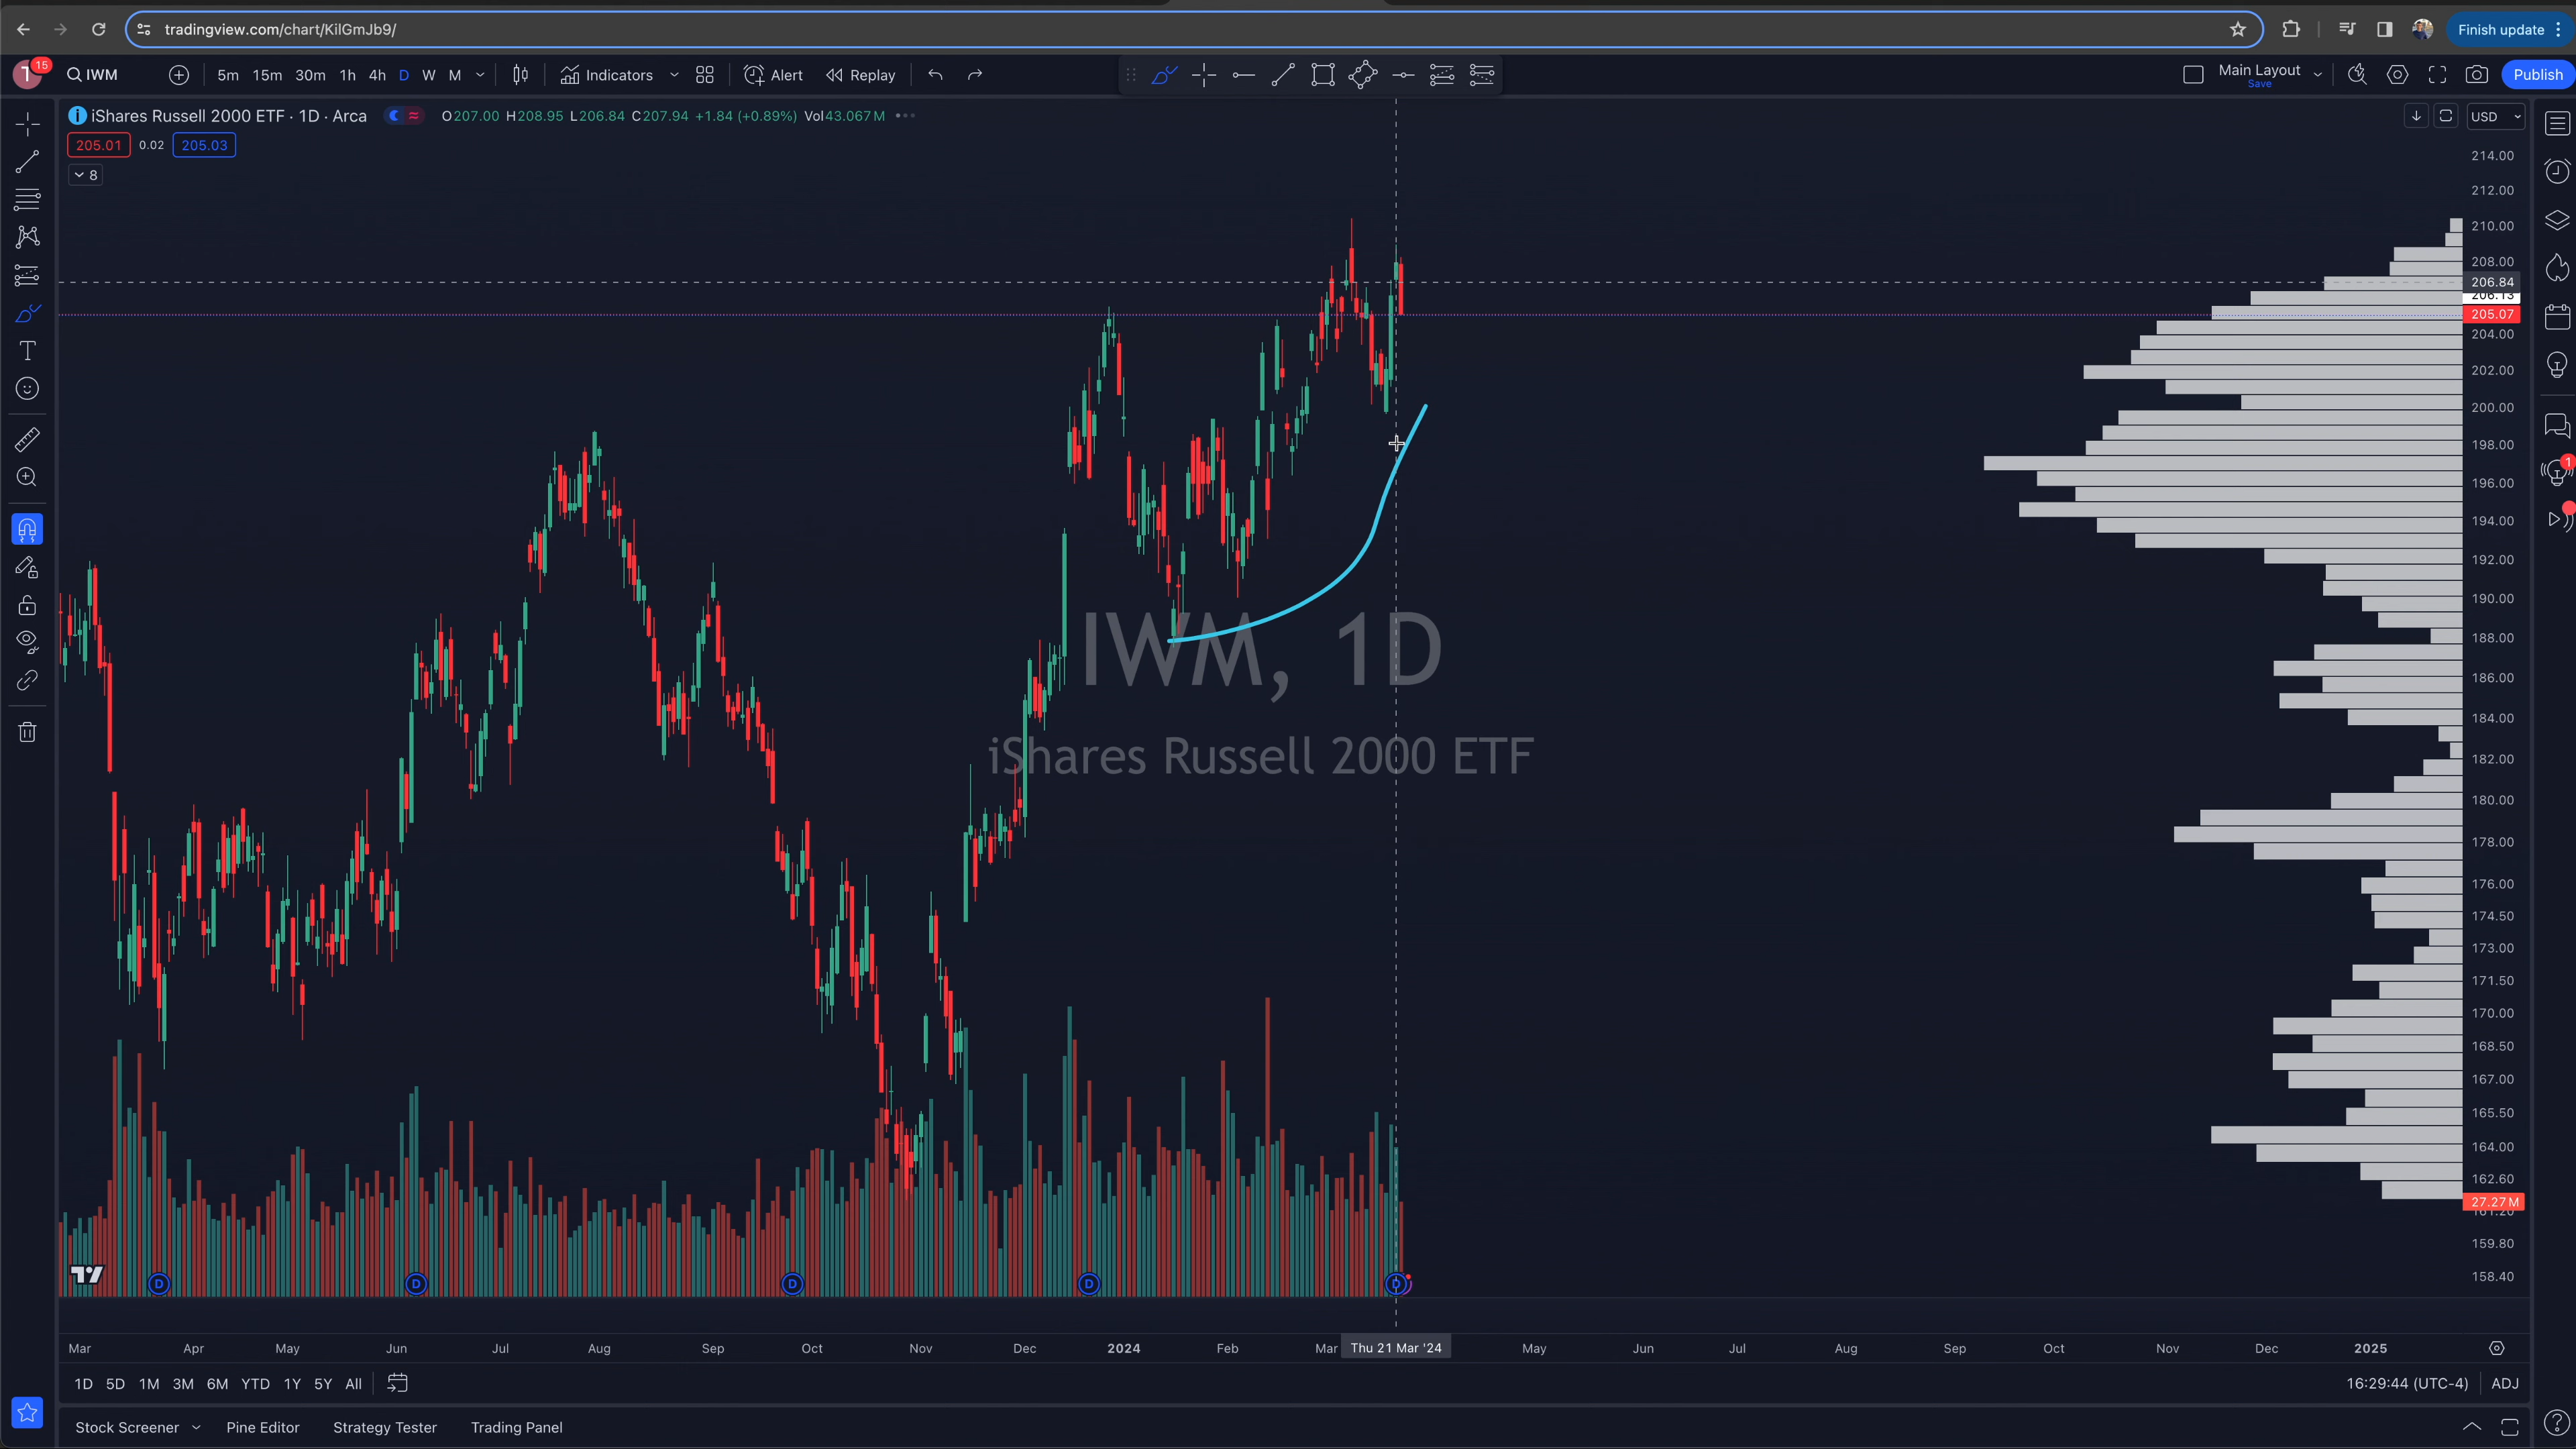 tradingview.com/chart/KilGmJb9/
Finish update
15
IWM
5m 15m 30m 1h 4h D W M
Indicators
Alert
Replay
Main Layout
Save
Publish
iShares Russell 2000 ETF · 1D · Arca
O207.00 H208.95 L206.84 C207.94 +1.84 (+0.89%) Vol43.067M
USD
205.01 0.02 205.03
8
214.00
212.00
210.00
208.00
206.84
206.13
205.07
204.00
202.00
200.00
198.00
196.00
194.00
192.00
190.00
188.00
186.00
184.00
182.00
180.00
178.00
176.00
174.50
173.00
171.50
170.00
168.50
167.00
165.50
164.00
162.60
27.27M
161.20
159.80
158.40
1
IWM, 1D
iShares Russell 2000 ETF
D D D D D
Mar Apr May Jun Jul Aug Sep Oct Nov Dec 2024 Feb Mar Thu 21 Mar '24 May Jun Jul Aug Sep Oct Nov Dec 2025
1D 5D 1M 3M 6M YTD 1Y 5Y All
16:29:44 (UTC-4) ADJ
Stock Screener Pine Editor Strategy Tester Trading Panel